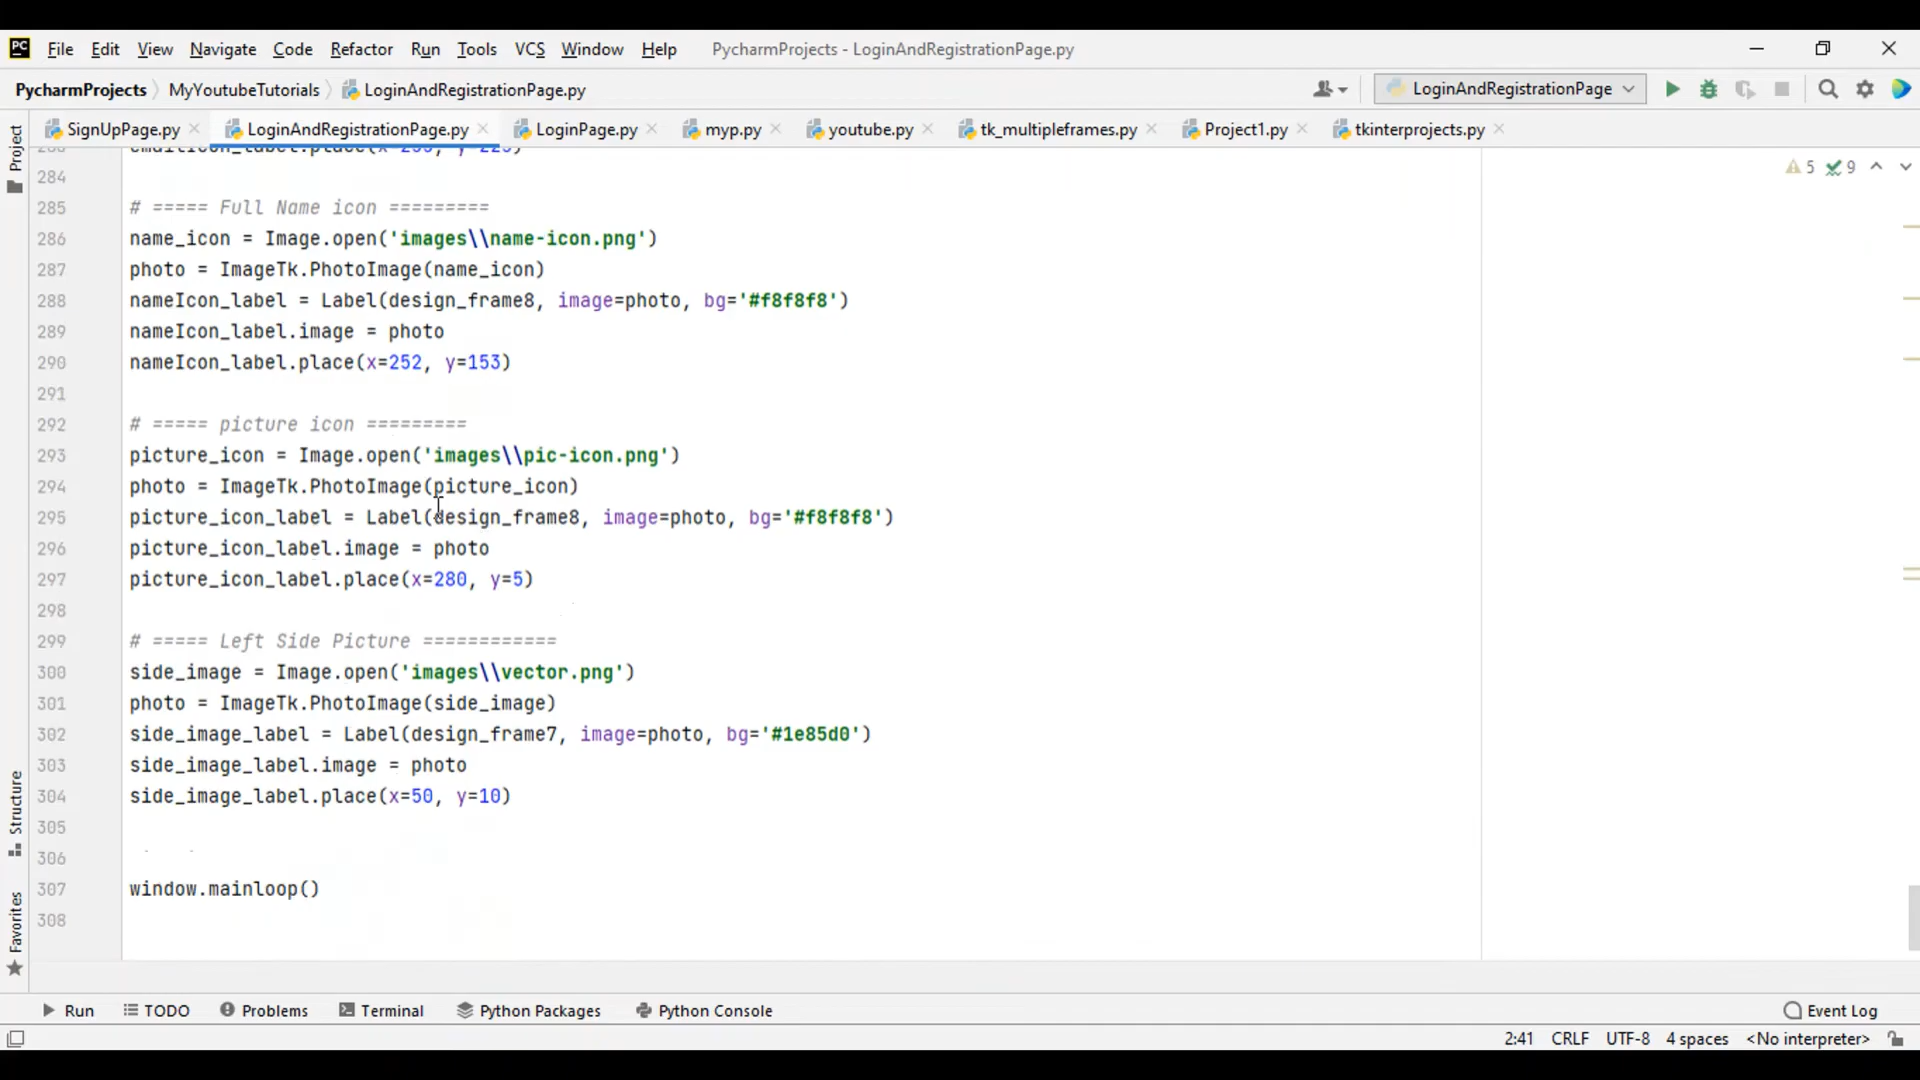 PC File Edit View Navigate Code Refactor Run Tools VCS Window Help PycharmProjects - LoginAndRegistrationPage.py
PycharmProjects MyYoutubeTutorials LoginAndRegistrationPage.py LoginAndRegistrationPage
SignUpPage.py LoginAndRegistrationPage.py LoginPage.py myp.py youtube.py tk_multipleframes.py Project1.py tkinterprojects.py
Project
5 9
284
285 # ===== Full Name icon =========
286 name_icon = Image.open('images\\name-icon.png')
287 photo = ImageTk.PhotoImage(name_icon)
288 nameIcon_label = Label(design_frame8, image=photo, bg='#f8f8f8')
289 nameIcon_label.image = photo
290 nameIcon_label.place(x=252, y=153)
291
292 # ===== picture icon =========
293 picture_icon = Image.open('images\\pic-icon.png')
294 photo = ImageTk.PhotoImage(picture_icon)
295 picture_icon_label = Label(design_frame8, image=photo, bg='#f8f8f8')
296 picture_icon_label.image = photo
297 picture_icon_label.place(x=280, y=5)
298
299 # ===== Left Side Picture ============
300 side_image = Image.open('images\\vector.png')
301 photo = ImageTk.PhotoImage(side_image)
302 side_image_label = Label(design_frame7, image=photo, bg='#1e85d0')
303 side_image_label.image = photo
304 side_image_label.place(x=50, y=10)
305
306
307 window.mainloop()
308
Structure
Favorites
Run TODO Problems Terminal Python Packages Python Console Event Log
2:41 CRLF UTF-8 4 spaces <No interpreter>